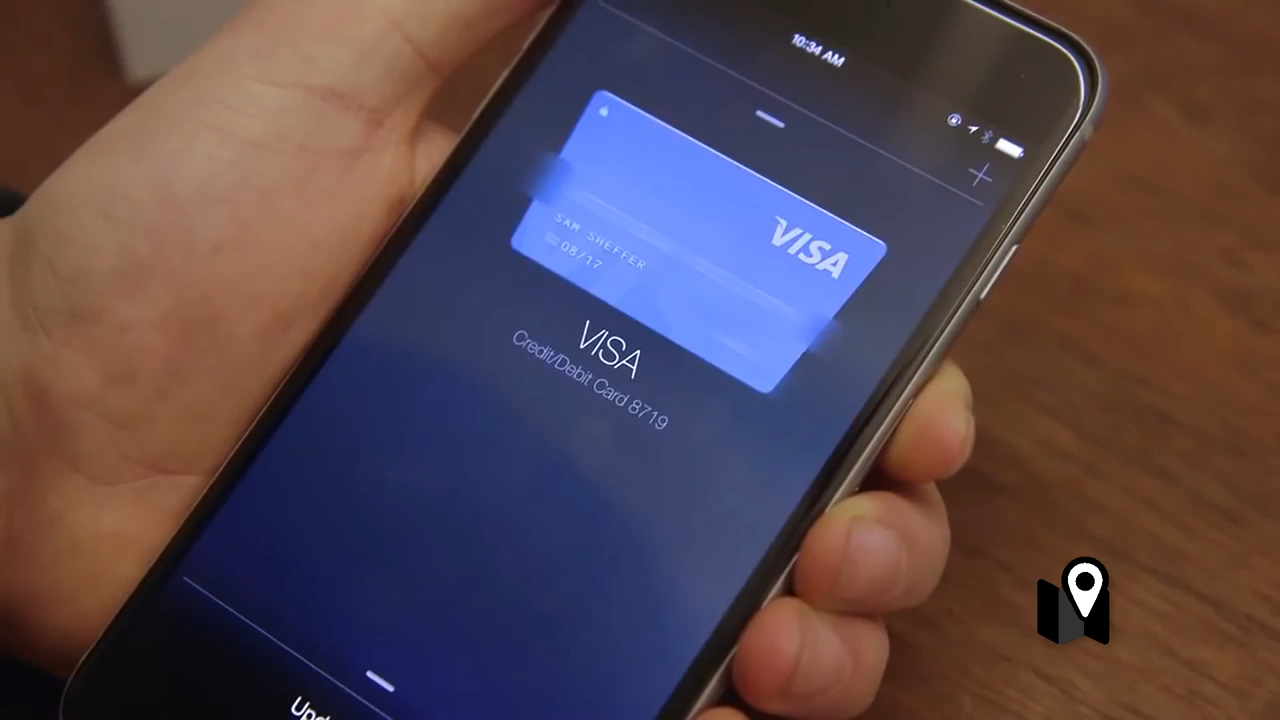 10:34 AM
VISA
SAM SHEFFER
08/17
VISA
Credit/Debit Card 8719